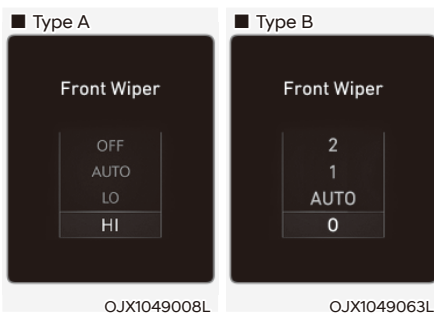 ■ Type A
Front Wiper
OFF
AUTO
LO
HI
OJX1049008L
■ Type B
Front Wiper
2
1
AUTO
0
OJX1049063L